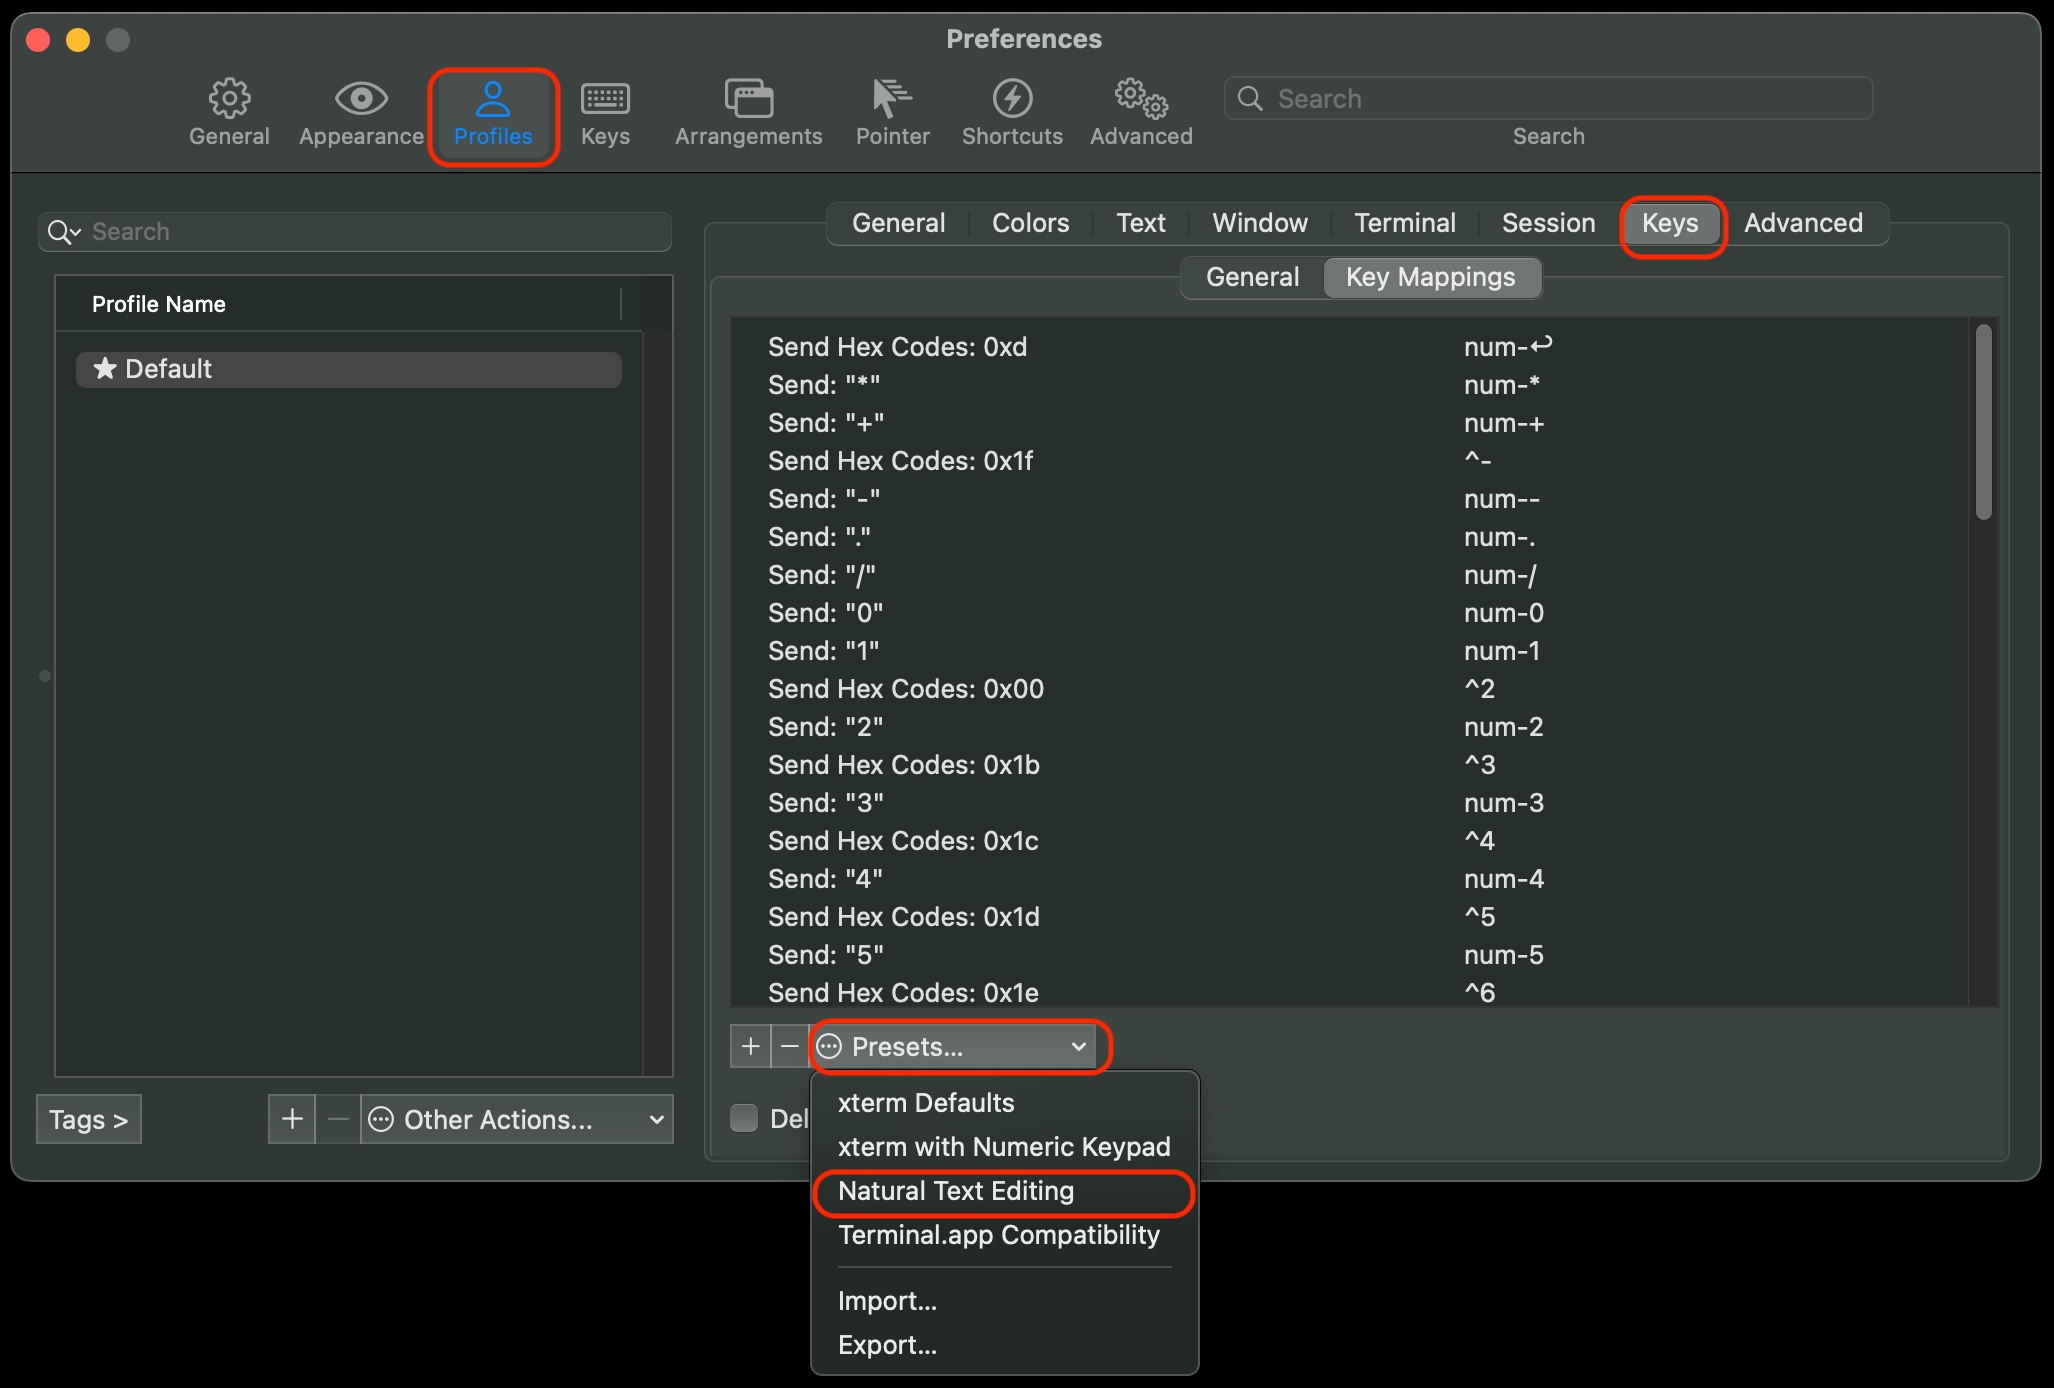 Preferences
General
Appearance
Profiles
Keys
Arrangements
Pointer
Shortcuts
Advanced
Search
Search
Search
Profile Name
★ Default
Tags >
+ − Other Actions...
General Colors Text Window Terminal Session Keys Advanced
General Key Mappings
Send Hex Codes: 0xd num-↩
Send: "*" num-*
Send: "+" num-+
Send Hex Codes: 0x1f ^-
Send: "-" num--
Send: "." num-.
Send: "/" num-/
Send: "0" num-0
Send: "1" num-1
Send Hex Codes: 0x00 ^2
Send: "2" num-2
Send Hex Codes: 0x1b ^3
Send: "3" num-3
Send Hex Codes: 0x1c ^4
Send: "4" num-4
Send Hex Codes: 0x1d ^5
Send: "5" num-5
Send Hex Codes: 0x1e ^6
+ − Presets...
Del
xterm Defaults
xterm with Numeric Keypad
Natural Text Editing
Terminal.app Compatibility
Import...
Export...